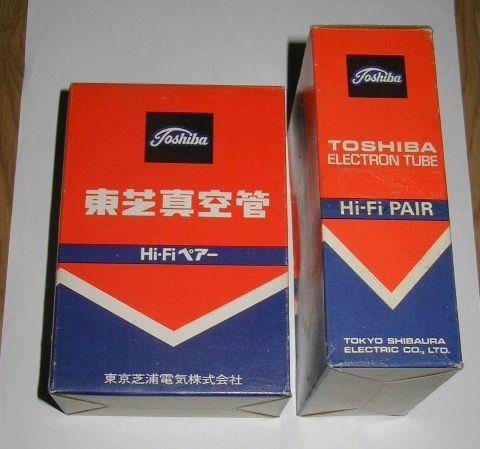 Toshiba
東芝真空管
Hi-Fiペアー
東京芝浦電気株式会社
Toshiba
TOSHIBA
ELECTRON TUBE
Hi-Fi PAIR
TOKYO SHIBAURA
ELECTRIC CO., LTD.